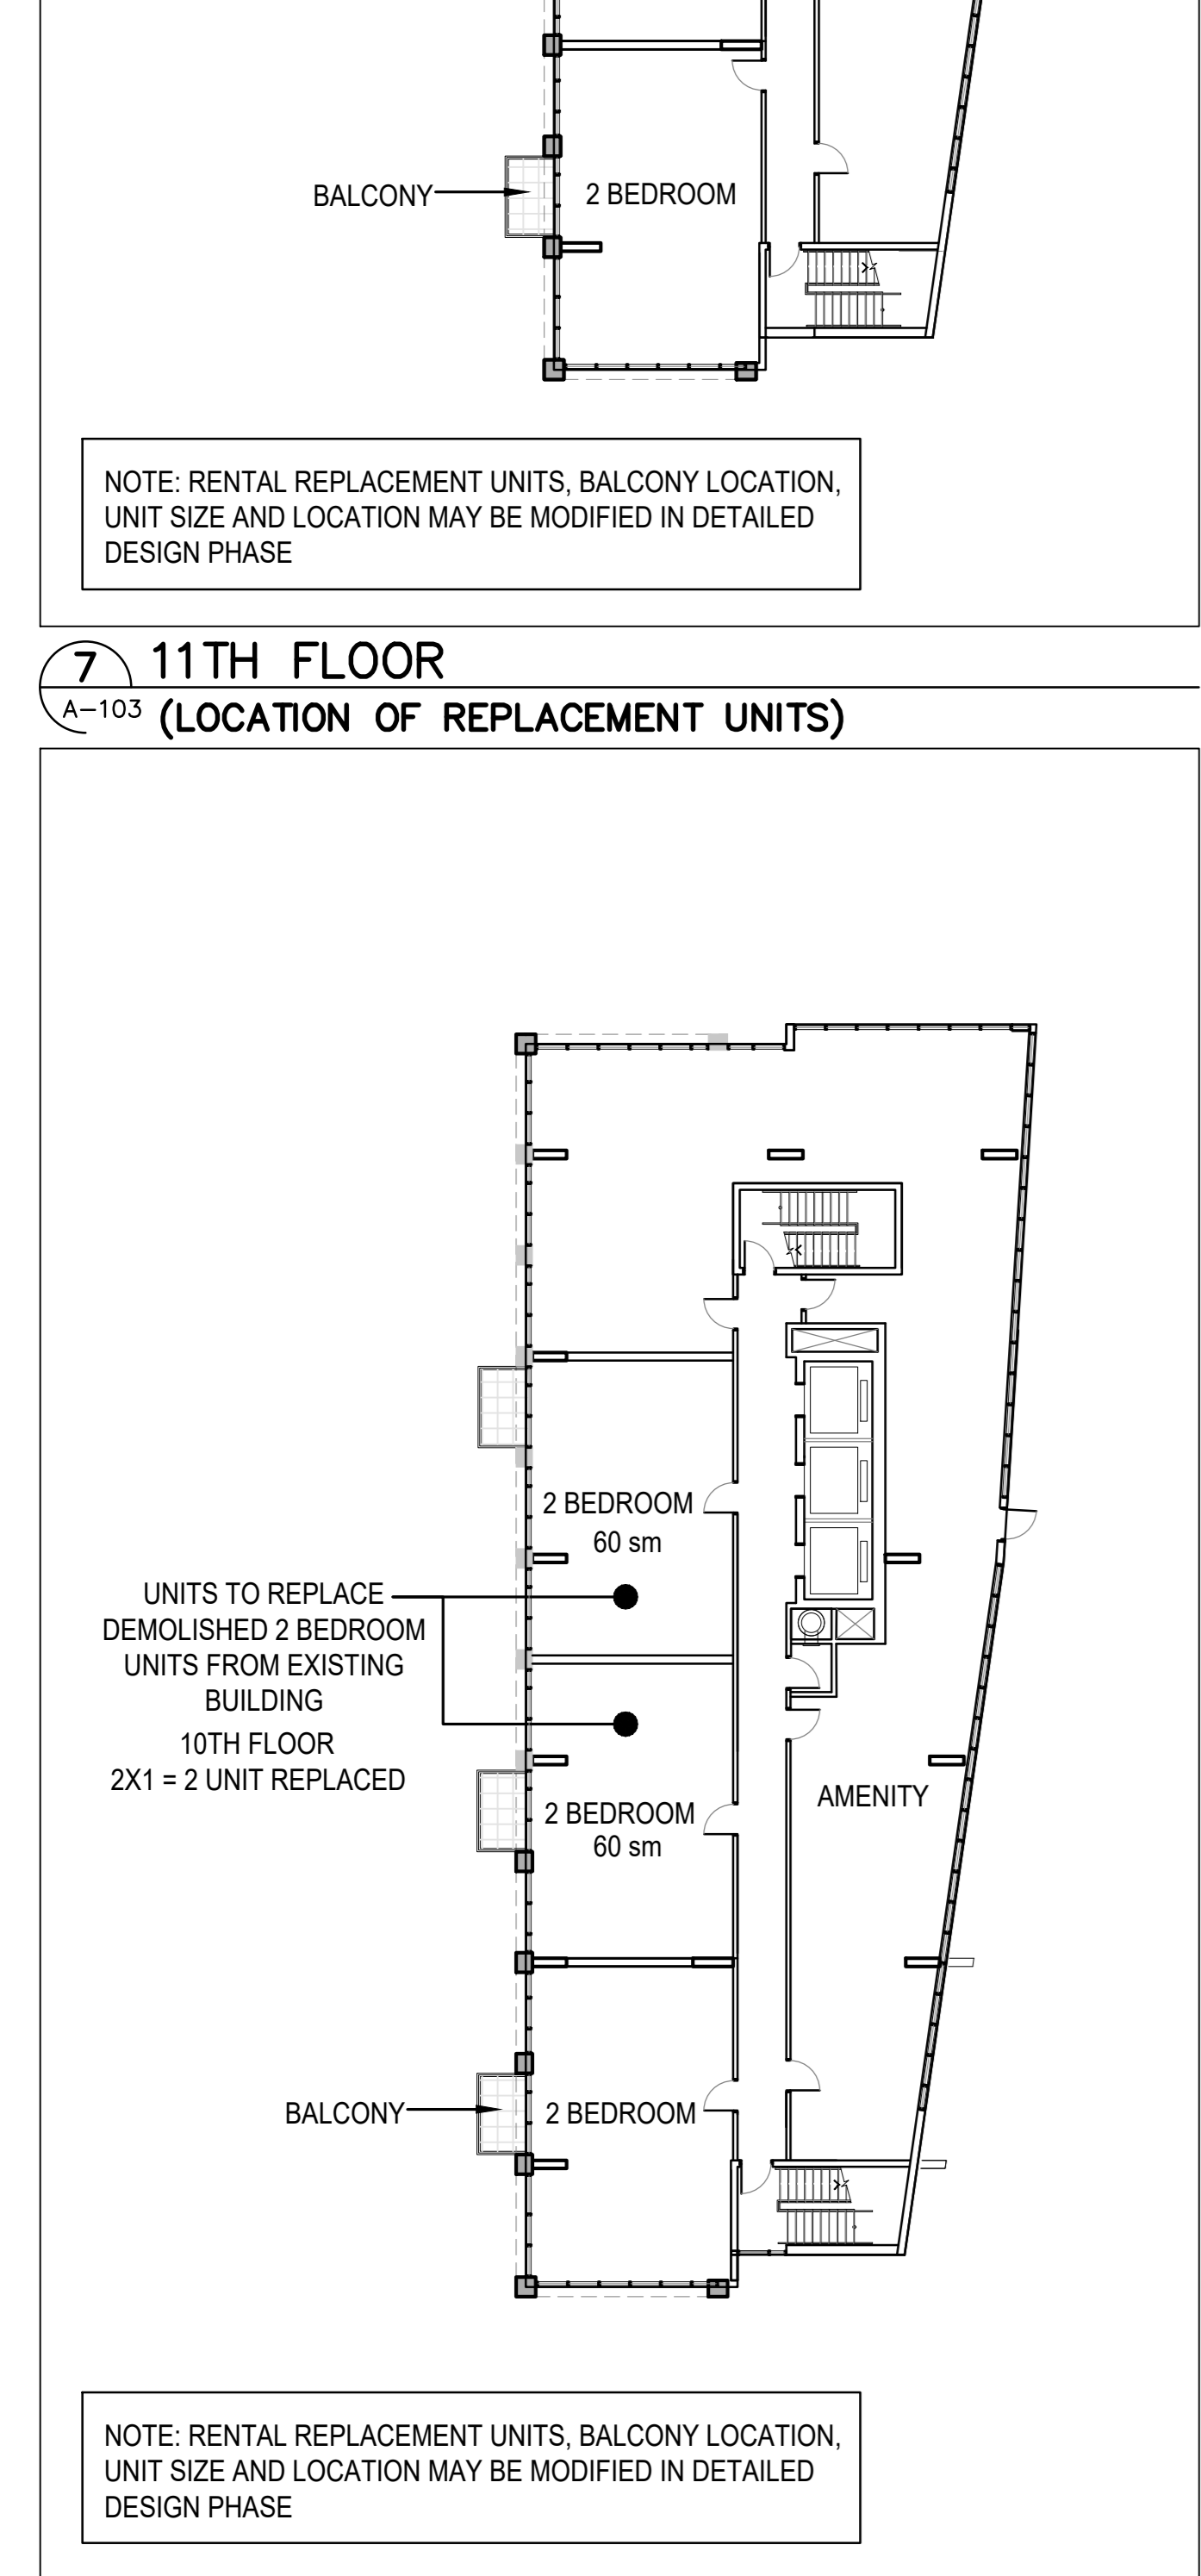 BALCONY
2 BEDROOM
NOTE: RENTAL REPLACEMENT UNITS, BALCONY LOCATION,
UNIT SIZE AND LOCATION MAY BE MODIFIED IN DETAILED
DESIGN PHASE
7
11TH FLOOR
A-103
(LOCATION OF REPLACEMENT UNITS)
2 BEDROOM
60 sm
UNITS TO REPLACE
DEMOLISHED 2 BEDROOM
UNITS FROM EXISTING
BUILDING
10TH FLOOR
2X1 = 2 UNIT REPLACED
2 BEDROOM
60 sm
AMENITY
BALCONY
2 BEDROOM
NOTE: RENTAL REPLACEMENT UNITS, BALCONY LOCATION,
UNIT SIZE AND LOCATION MAY BE MODIFIED IN DETAILED
DESIGN PHASE